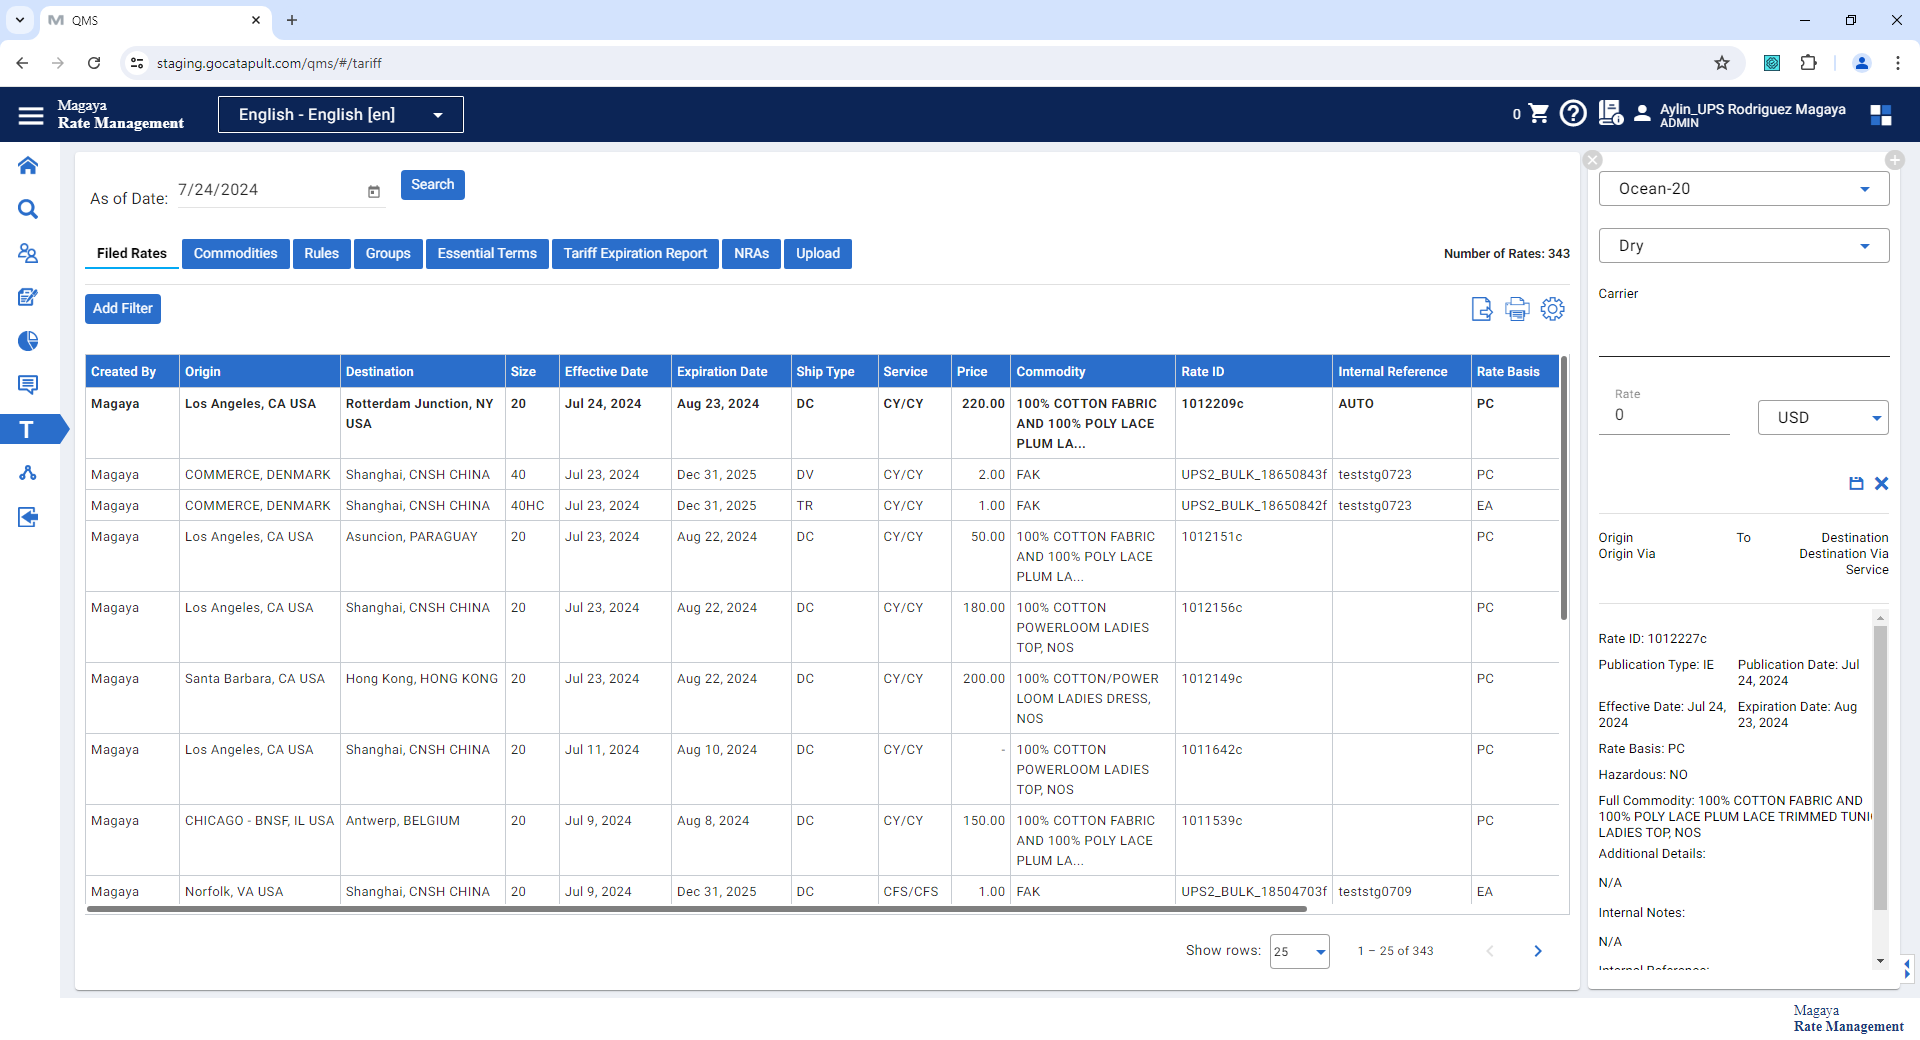 QMS
staging.gocatapult.com/qms/#/tariff
Magaya
Rate Management
English - English [en]
0
Aylin_UPS Rodriguez Magaya
ADMIN
As of Date:
7/24/2024
Search
Filed Rates
Commodities
Rules
Groups
Essential Terms
Tariff Expiration Report
NRAs
Upload
Number of Rates: 343
Add Filter
Created By Origin Destination Size Effective Date Expiration Date Ship Type Service Price Commodity Rate ID Internal Reference Rate Basis
Magaya Los Angeles, CA USA Rotterdam Junction, NY 20 Jul 24, 2024 Aug 23, 2024 DC CY/CY 220.00 100% COTTON FABRIC 1012209c AUTO PC
USA AND 100% POLY LACE
PLUM LA...
Magaya COMMERCE, DENMARK Shanghai, CNSH CHINA 40 Jul 23, 2024 Dec 31, 2025 DV CY/CY 2.00 FAK UPS2_BULK_18650843f teststg0723 PC
Magaya COMMERCE, DENMARK Shanghai, CNSH CHINA 40HC Jul 23, 2024 Dec 31, 2025 TR CY/CY 1.00 FAK UPS2_BULK_18650842f teststg0723 EA
Magaya Los Angeles, CA USA Asuncion, PARAGUAY 20 Jul 23, 2024 Aug 22, 2024 DC CY/CY 50.00 100% COTTON FABRIC 1012151c PC
AND 100% POLY LACE
PLUM LA...
Magaya Los Angeles, CA USA Shanghai, CNSH CHINA 20 Jul 23, 2024 Aug 22, 2024 DC CY/CY 180.00 100% COTTON 1012156c PC
POWERLOOM LADIES
TOP, NOS
Magaya Santa Barbara, CA USA Hong Kong, HONG KONG 20 Jul 23, 2024 Aug 22, 2024 DC CY/CY 200.00 100% COTTON/POWER 1012149c PC
LOOM LADIES DRESS,
NOS
Magaya Los Angeles, CA USA Shanghai, CNSH CHINA 20 Jul 11, 2024 Aug 10, 2024 DC CY/CY - 100% COTTON 1011642c PC
POWERLOOM LADIES
TOP, NOS
Magaya CHICAGO - BNSF, IL USA Antwerp, BELGIUM 20 Jul 9, 2024 Aug 8, 2024 DC CY/CY 150.00 100% COTTON FABRIC 1011539c PC
AND 100% POLY LACE
PLUM LA...
Magaya Norfolk, VA USA Shanghai, CNSH CHINA 20 Jul 9, 2024 Dec 31, 2025 DC CFS/CFS 1.00 FAK UPS2_BULK_18504703f teststg0709 EA
Show rows: 25 1 – 25 of 343
Ocean-20
Dry
Carrier
Rate
0
USD
Origin To Destination
Origin Via Destination Via
Service
Rate ID: 1012227c
Publication Type: IE Publication Date: Jul
24, 2024
Effective Date: Jul 24, Expiration Date: Aug
2024 23, 2024
Rate Basis: PC
Hazardous: NO
Full Commodity: 100% COTTON FABRIC AND
100% POLY LACE PLUM LACE TRIMMED TUNI
LADIES TOP, NOS
Additional Details:
N/A
Internal Notes:
N/A
Internal Reference:
Magaya
Rate Management